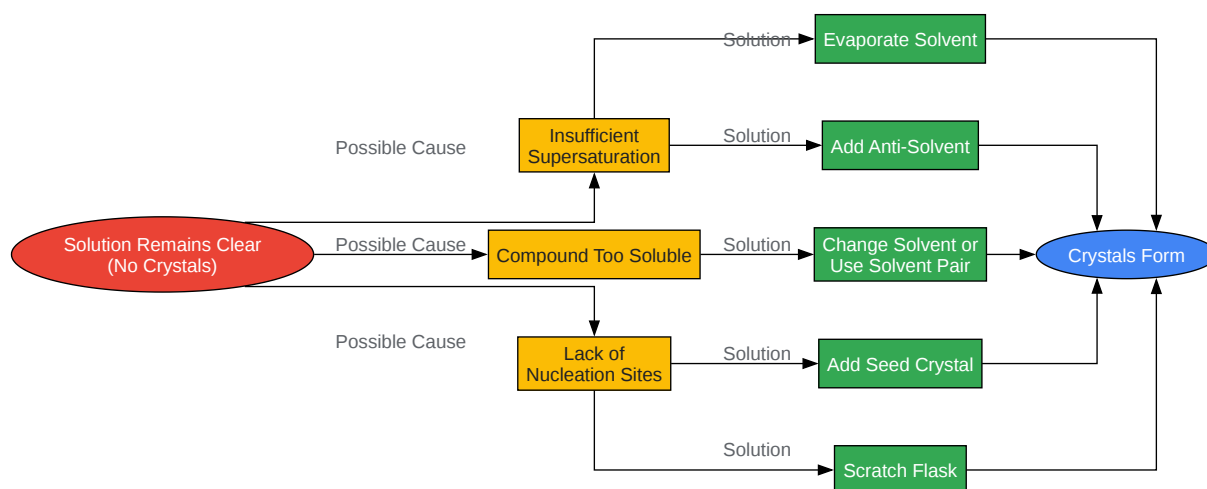 Solution
Evaporate Solvent
Possible Cause
Insufficient
Supersaturation
Solution
Add Anti-Solvent
Solution Remains Clear
(No Crystals)
Possible Cause
Compound Too Soluble
Solution
Change Solvent or
Use Solvent Pair
Crystals Form
Possible Cause
Lack of
Nucleation Sites
Solution
Add Seed Crystal
Solution
Scratch Flask